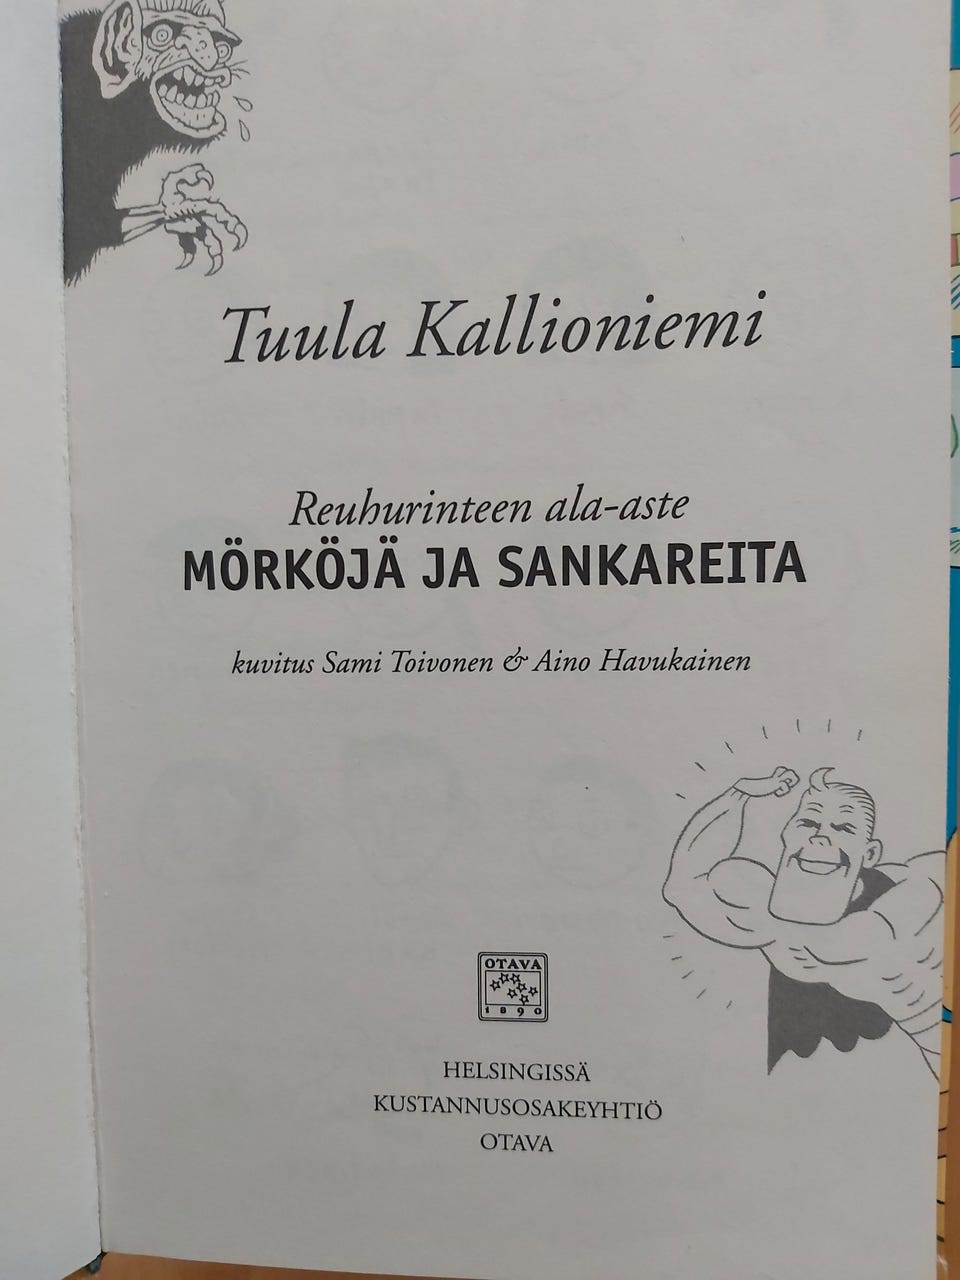 Tuula Kallioniemi
Reuhurinteen ala-aste
MÖRKÖJÄ JA SANKAREITA
kuvitus Sami Toivonen & Aino Havukainen
OTAVA
1890
HELSINGISSÄ
KUSTANNUSOSAKEYHTIÖ
OTAVA